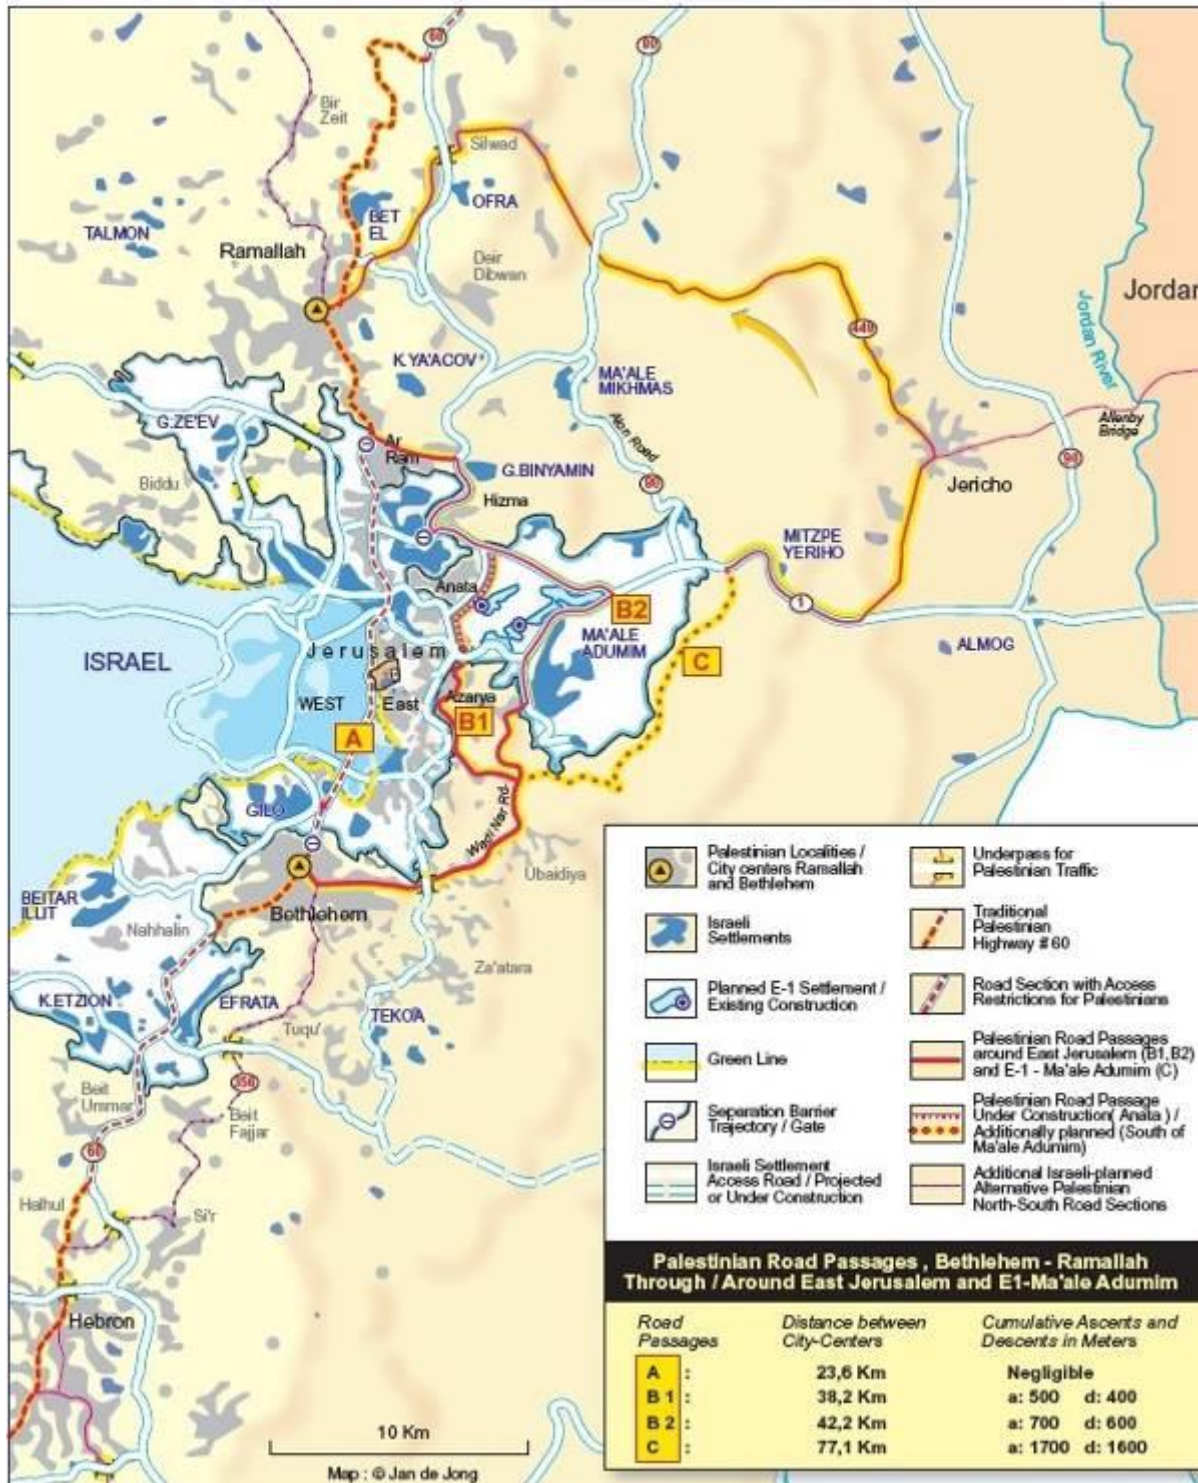 60
80
Bir
Zeit
Silwad
OFRA
BET
EL
TALMON
Ramallah
Deir
Dibwan
Jordan
Jordan River
449
K.YA'ACOV
MA'ALE
MIKHMAS
Alon Road
Allenby
Bridge
G.ZE'EV
Ar
Ram
G.BINYAMIN
90
Jericho
Biddu
Hizma
80
MITZPE
YERIHO
Anata
B2
1
MA'ALE
ADUMIM
ALMOG
Jerusalem
ISRAEL
C
WEST
East
Azarya
B1
A
GILO
Wadi Nar Rd-
Ubaidiya
BEITAR
ILLIT
Bethlehem
Nahhalin
Za'atara
K.ETZION
EFRATA
TEKOA
Tuqu'
356
Beit
Ummar
Beit
Fajjar
60
Halhul
Si'r
Hebron
10 Km
Map : © Jan de Jong
Palestinian Localities /
City centers Ramallah
and Bethlehem
Israeli
Settlements
Planned E-1 Settlement /
Existing Construction
Green Line
Separation Barrier
Trajectory / Gate
Israeli Settlement
Access Road / Projected
or Under Construction
Underpass for
Palestinian Traffic
Traditional
Palestinian
Highway # 60
Road Section with Access
Restrictions for Palestinians
Palestinian Road Passages
around East Jerusalem (B1,B2)
and E-1 - Ma'ale Adumim (C)
Palestinian Road Passage
Under Construction( Anata ) /
Additionally planned (South of
Ma'ale Adumim)
Additional Israeli-planned
Alternative Palestinian
North-South Road Sections
Palestinian Road Passages , Bethlehem - Ramallah
Through / Around East Jerusalem and E1-Ma'ale Adumim
Road Passages Distance between City-Centers Cumulative Ascents and Descents in Meters
A : 23,6 Km Negligible
B 1 : 38,2 Km a: 500 d: 400
B 2 : 42,2 Km a: 700 d: 600
C : 77,1 Km a: 1700 d: 1600